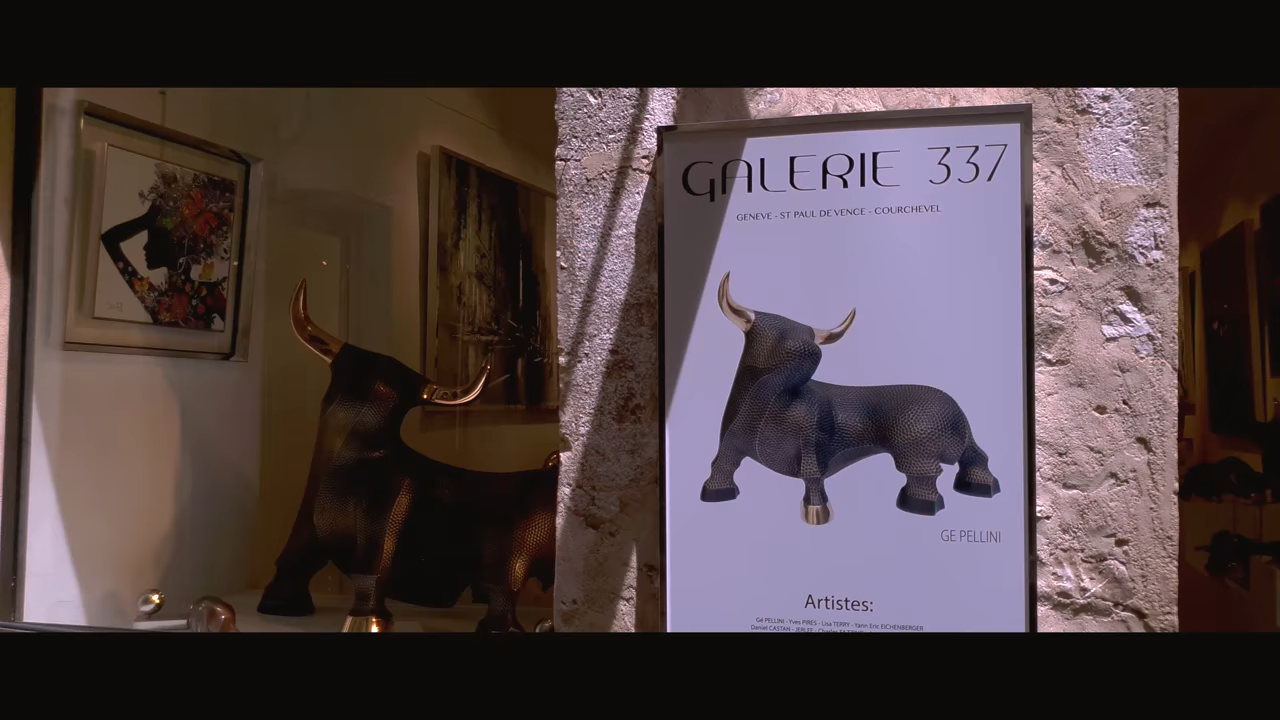 GALERIE 337
GENEVE - ST PAUL DE VENCE - COURCHEVEL
GE PELLINI
Artistes:
Gé PELLINI - Yves PIRES - Lisa TERRY - Yann Eric EICHENBERGER
Daniel CASTAN